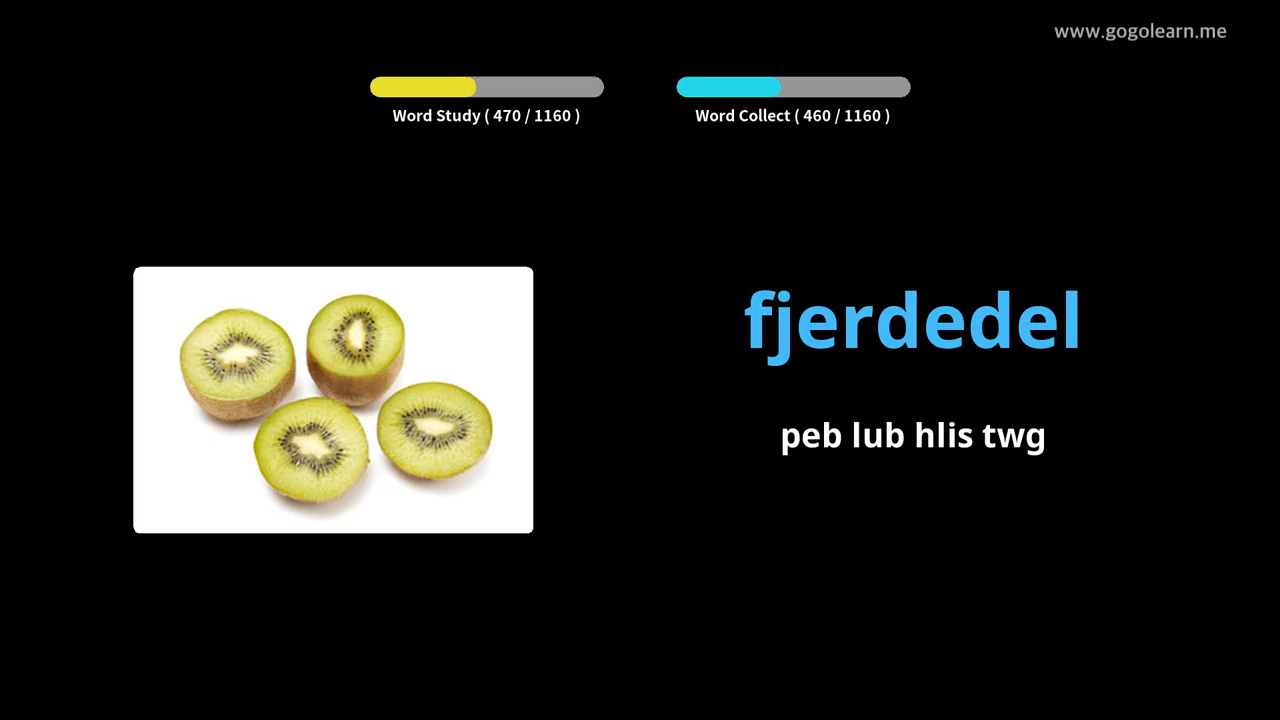 www.gogolearn.me
Word Study ( 470 / 1160 )
Word Collect ( 460 / 1160 )
fjerdedel
peb lub hlis twg